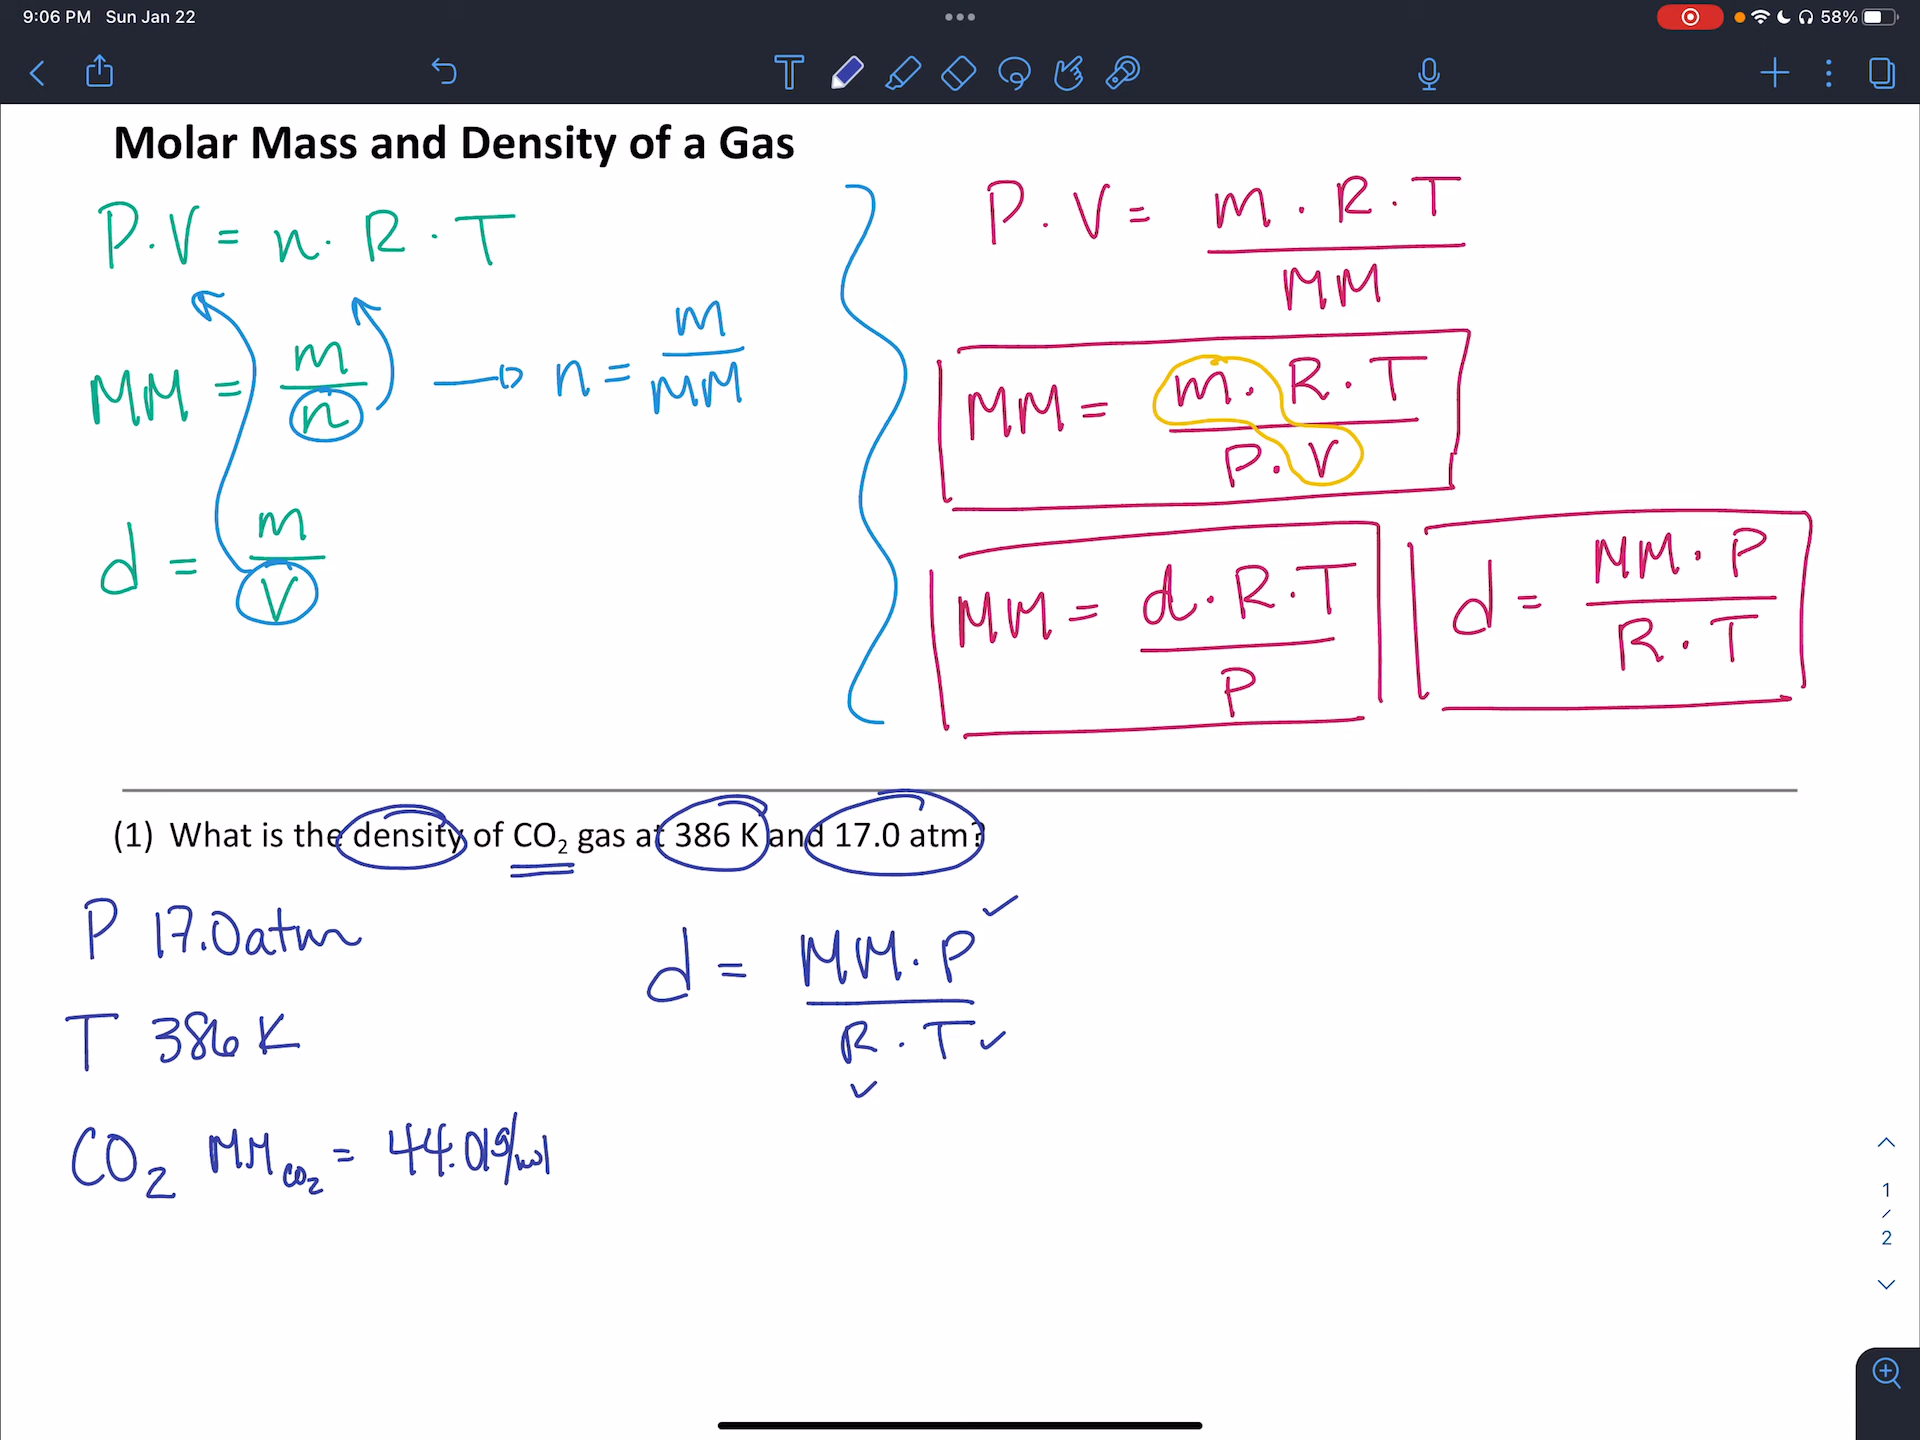 9:06 PM Sun Jan 22
58%
Molar Mass and Density of a Gas
P.V = n. R . T
MM = m/n → n = m/MM
d = m/V
P . V = m . R . T / MM
MM = m. R . T / P. V
MM = d. R . T / P
d = MM . P / R . T
(1) What is the density of CO₂ gas at 386 K and 17.0 atm?
P 17.0atm
T 386 K
CO₂ MM CO₂ = 44.01g/mol
d = MM . P / R . T
1
/
2